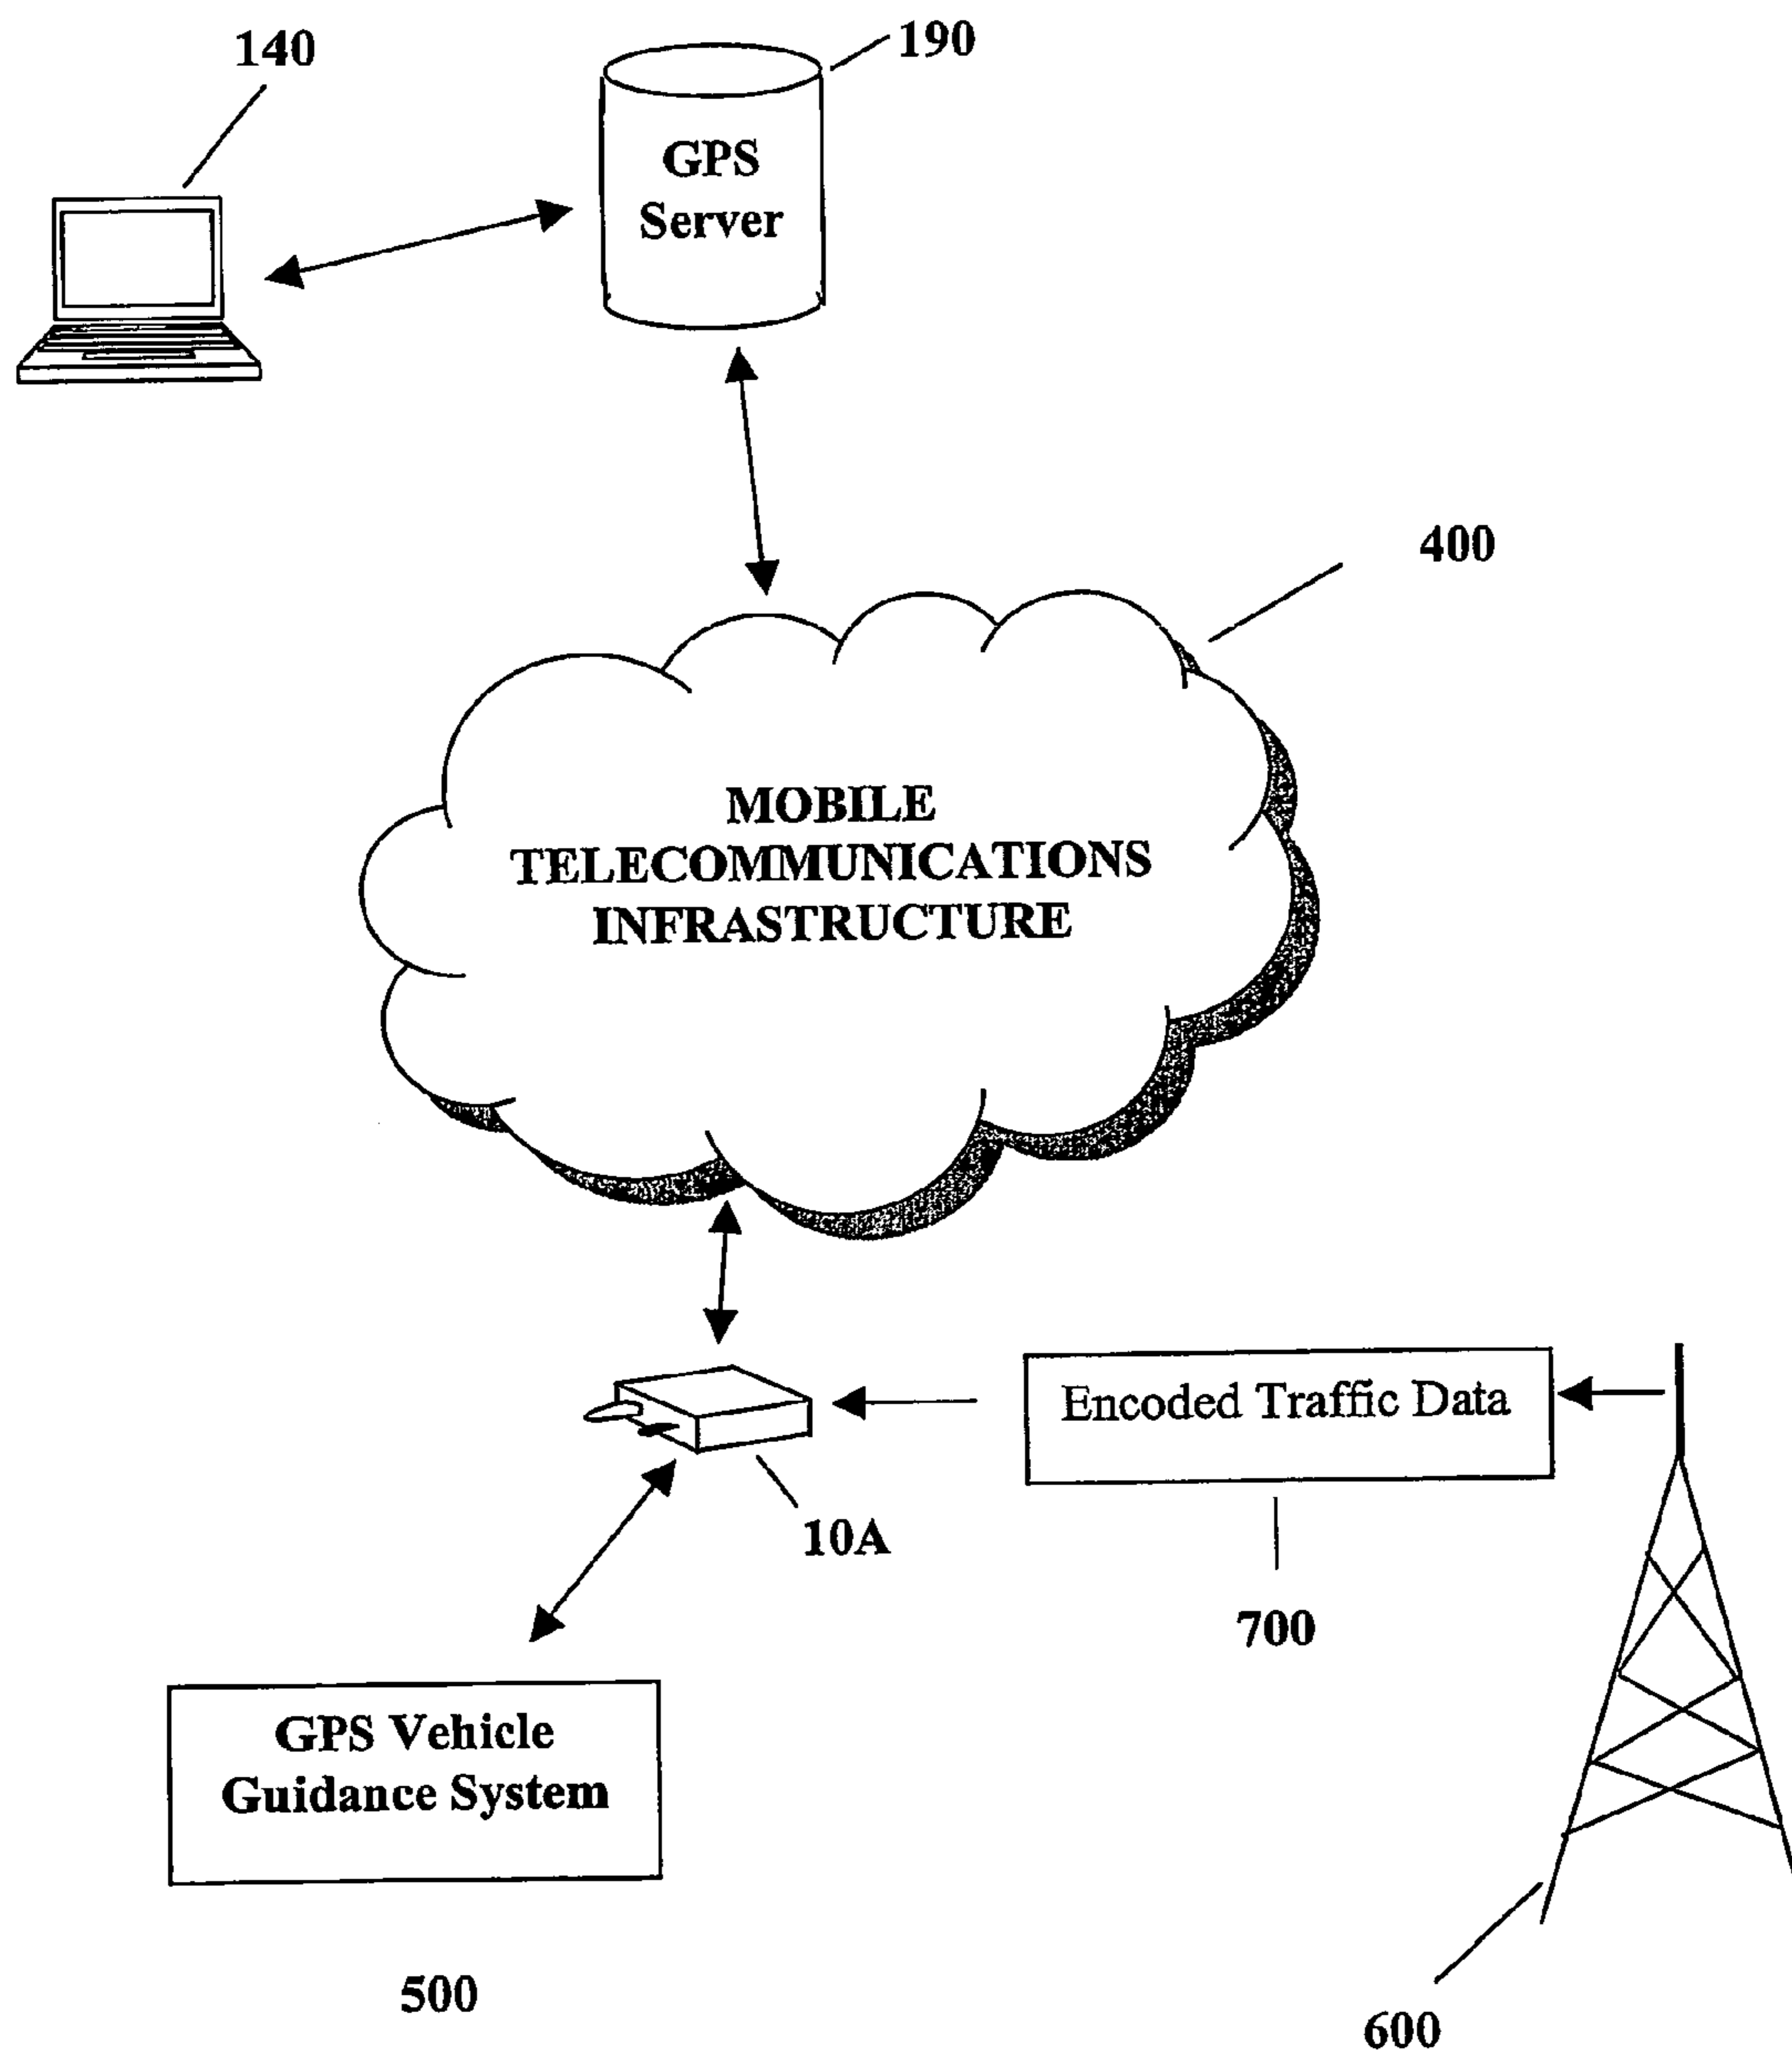 140
190
GPS
Server
400
MOBILE
TELECOMMUNICATIONS
INFRASTRUCTURE
Encoded Traffic Data
10A
700
GPS Vehicle
Guidance System
500
600